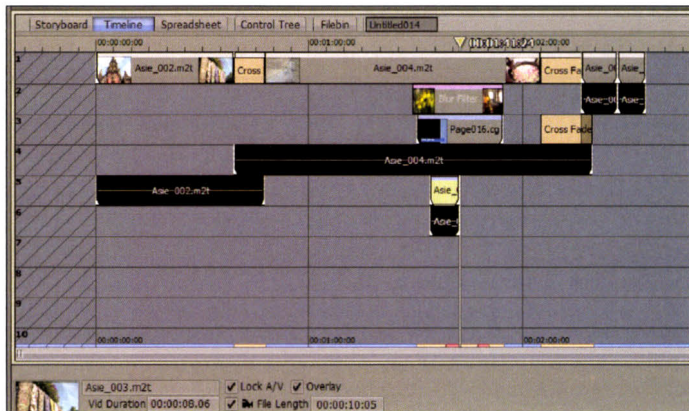 Storyboard Timeline Spreadsheet Control Tree Filebin Untitled014
00:00:00:00 00:01:00:00 02:00:00
1 Asie_002.m2t Cross Asie_004.m2t Cross Fa Asie_00 Asie_
2 Blur Filter Asie_00 Asie_
3 Page016.cg Cross Fade
4 Asie_004.m2t
5 Asie_002.m2t Asie_
6 Asie_
7
8
9
10 00:00:00:00 00:01:00:00 00:02:00:00
Asie_003.m2t Lock A/V Overlay
Vid Duration 00:00:08.06 File Length 00:00:10:05